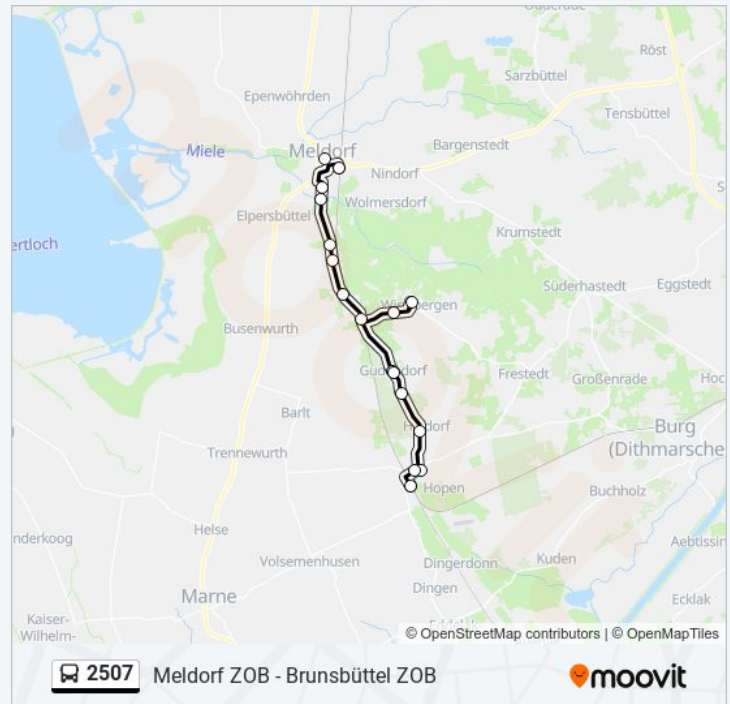 Röst
Sarzbüttel
Epenwöhrden
Tensbüttel
Miele
Meldorf
Bargenstedt
Nindorf
Wolmersdorf
Elpersbüttel
Krumstedt
ertloch
Süderhastedt
Eggstedt
Busenwurth
Frestedt
Großenrade
Hoc
Barlt
Burg
(Dithmarsche
Trennewurth
Hopen
Buchholz
Helse
nderkoog
Aebtissin
Volsemenhusen
Kuden
Dingerdonn
Marne
Dingen
Ecklak
Kaiser-
Wilhelm-
© OpenStreetMap contributors | © OpenMapTiles
2507 Meldorf ZOB - Brunsbüttel ZOB
moovit